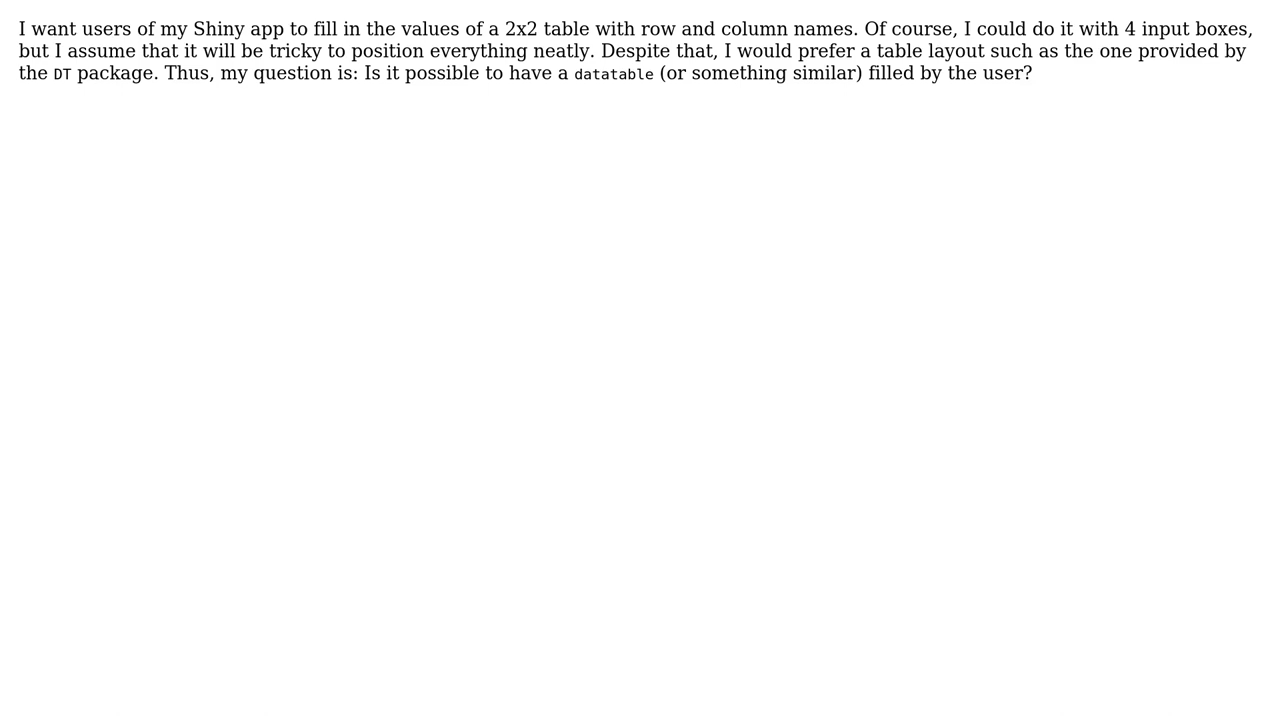 I want users of my Shiny app to fill in the values of a 2x2 table with row and column names. Of course, I could do it with 4 input boxes,
but I assume that it will be tricky to position everything neatly. Despite that, I would prefer a table layout such as the one provided by
the DT package. Thus, my question is: Is it possible to have a datatable (or something similar) filled by the user?